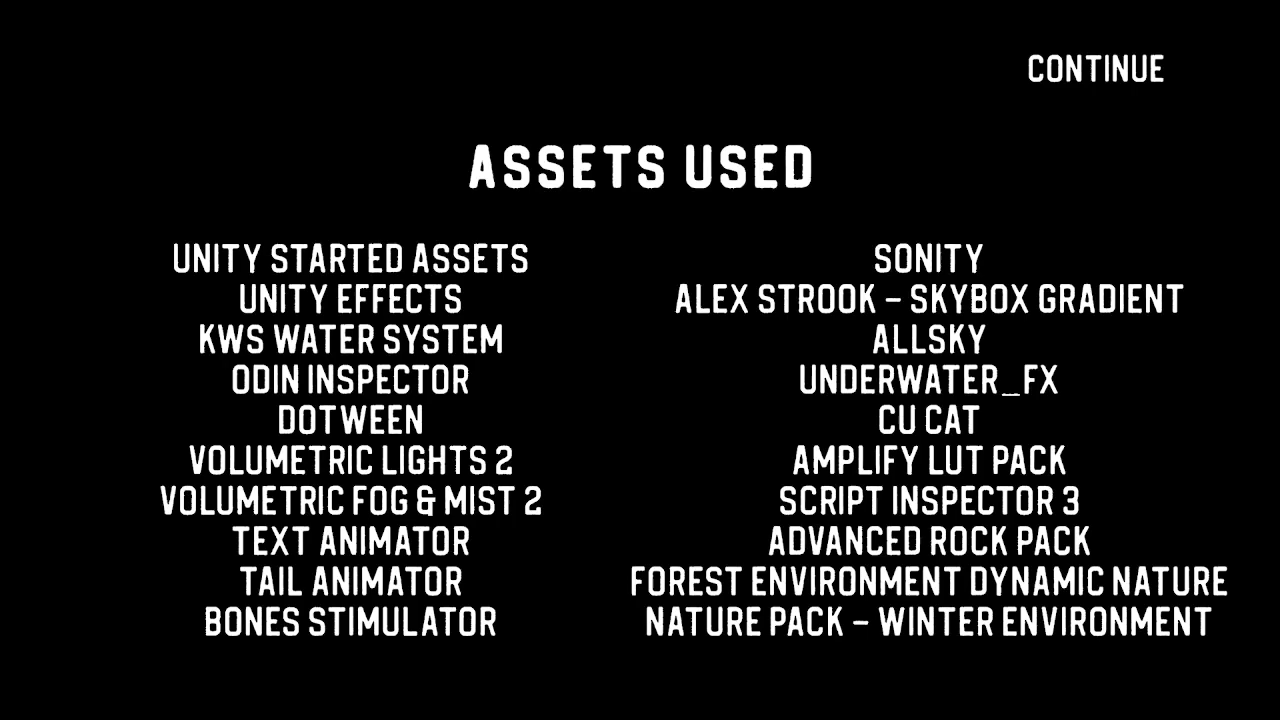 CONTINUE
ASSETS USED
UNITY STARTED ASSETS
UNITY EFFECTS
KWS WATER SYSTEM
ODIN INSPECTOR
DOTWEEN
VOLUMETRIC LIGHTS 2
VOLUMETRIC FOG & MIST 2
TEXT ANIMATOR
TAIL ANIMATOR
BONES STIMULATOR
SONITY
ALEX STROOK – SKYBOX GRADIENT
ALLSKY
UNDERWATER_FX
CU CAT
AMPLIFY LUT PACK
SCRIPT INSPECTOR 3
ADVANCED ROCK PACK
FOREST ENVIRONMENT DYNAMIC NATURE
NATURE PACK – WINTER ENVIRONMENT